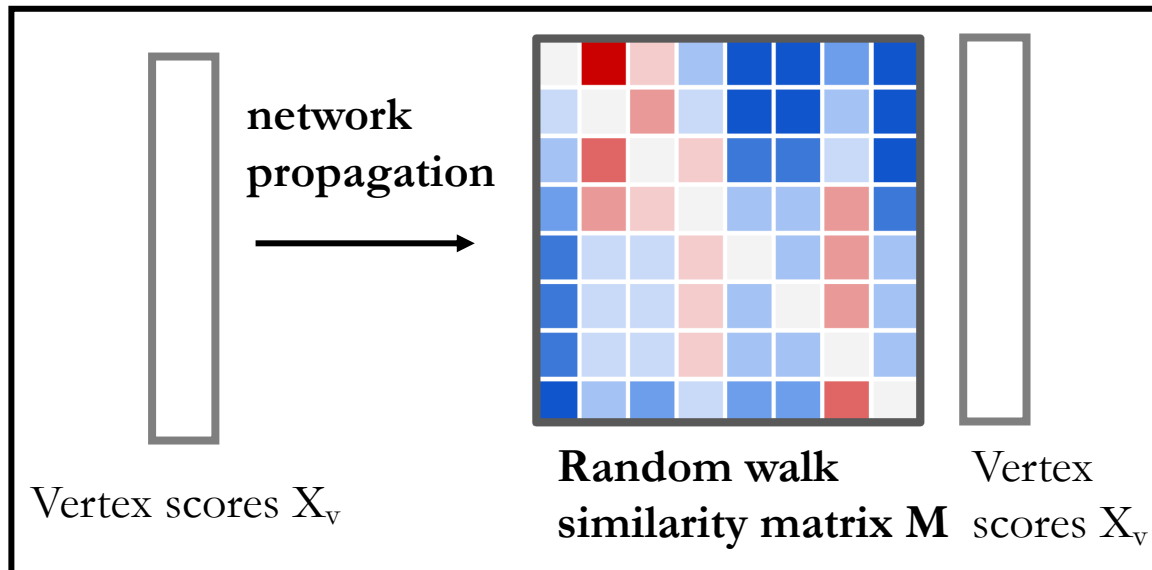 network
propagation
Vertex scores Xᵥ
Random walk
similarity matrix M
Vertex
scores Xᵥ